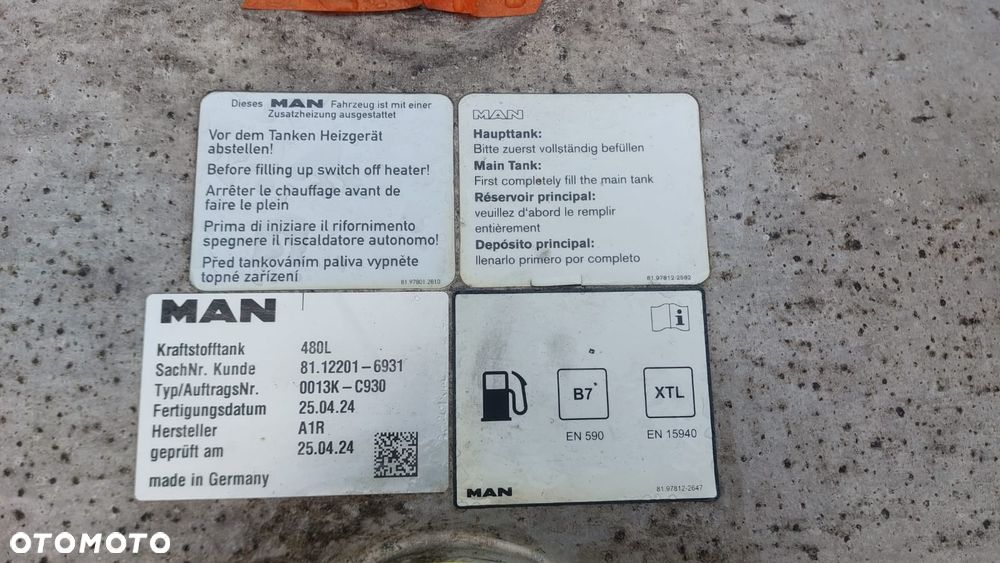 Dieses MAN Fahrzeug ist mit einer
Zusatzheizung ausgestattet
Vor dem Tanken Heizgerät
abstellen!
Before filling up switch off heater!
Arrêter le chauffage avant de
faire le plein
Prima di iniziare il rifornimento
spegnere il riscaldatore autonomo!
Před tankováním paliva vypněte
topné zařízení
81.97801.2610
MAN
Haupttank:
Bitte zuerst vollständig befüllen
Main Tank:
First completely fill the main tank
Réservoir principal:
veuillez d'abord le remplir
entièrement
Depósito principal:
llenarlo primero por completo
81.97812-2582
MAN
Kraftstofftank 480L
SachNr. Kunde 81.12201-6931
Typ/AuftragsNr. 0013K-C930
Fertigungsdatum 25.04.24
Hersteller A1R
geprüft am 25.04.24
made in Germany
i
B7*
XTL
EN 590
EN 15940
MAN
81.97812-2647
OTOMOTO